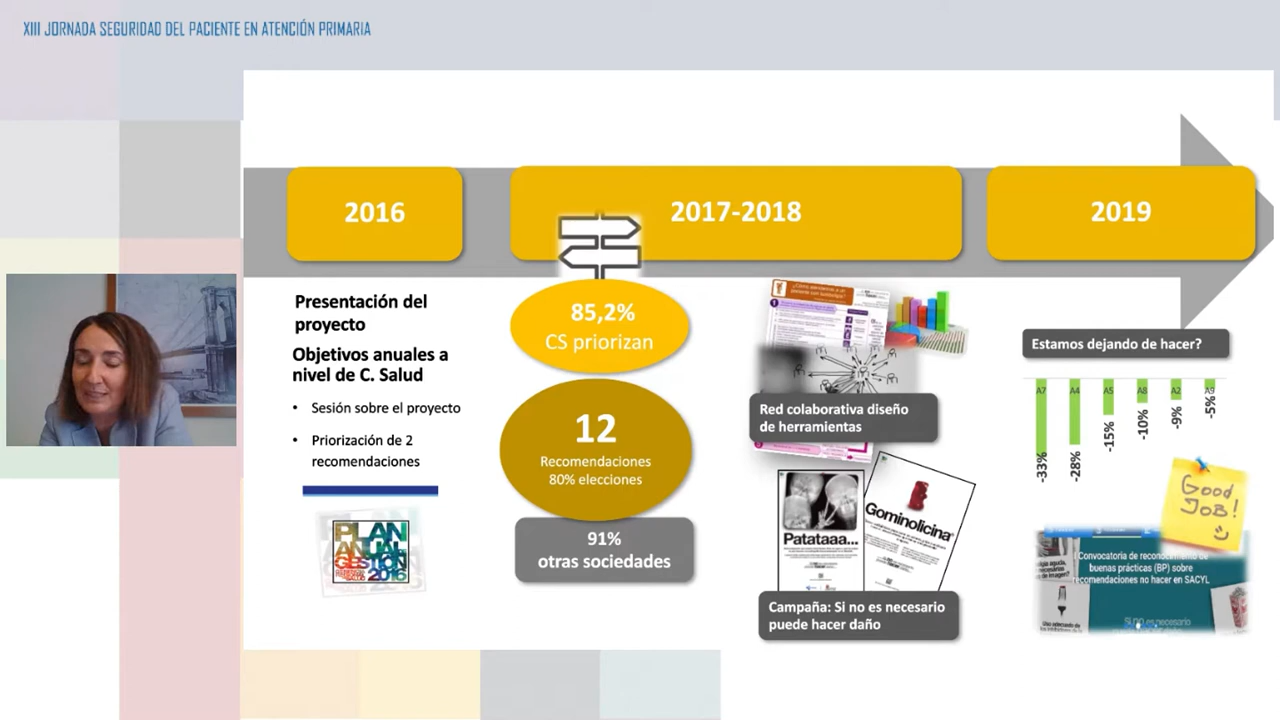 XIII JORNADA SEGURIDAD DEL PACIENTE EN ATENCIÓN PRIMARIA
2016
2017-2018
2019
Presentación del
proyecto
Objetivos anuales a
nivel de C. Salud
• Sesión sobre el proyecto
• Priorización de 2
recomendaciones
PLAN
ANUAL
GESTIÓN
2016
85,2%
CS priorizan
12
Recomendaciones
80% elecciones
91%
otras sociedades
Red colaborativa diseño
de herramientas
Patataaa...
Gominolicina
Campaña: Si no es necesario
puede hacer daño
Estamos dejando de hacer?
A7
A4
A5
A8
A2
-33%
-28%
-15%
-10%
-9%
-5%
Good
JOB!
Convocatoria de reconocimiento de
buenas prácticas (BP) sobre
recomendaciones no hacer en SACYL